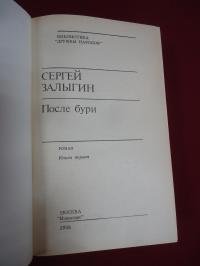 БИБЛИОТЕКА
"ДРУЖБЫ НАРОДОВ"
СЕРГЕЙ
ЗАЛЫГИН
После бури
РОМАН
Книга первая
МОСКВА
"Известия"